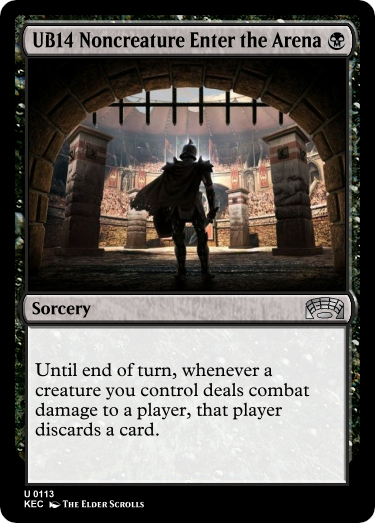 UB14 Noncreature Enter the Arena
Sorcery
Until end of turn, whenever a
creature you control deals combat
damage to a player, that player
discards a card.
U 0113
KEC The Elder Scrolls